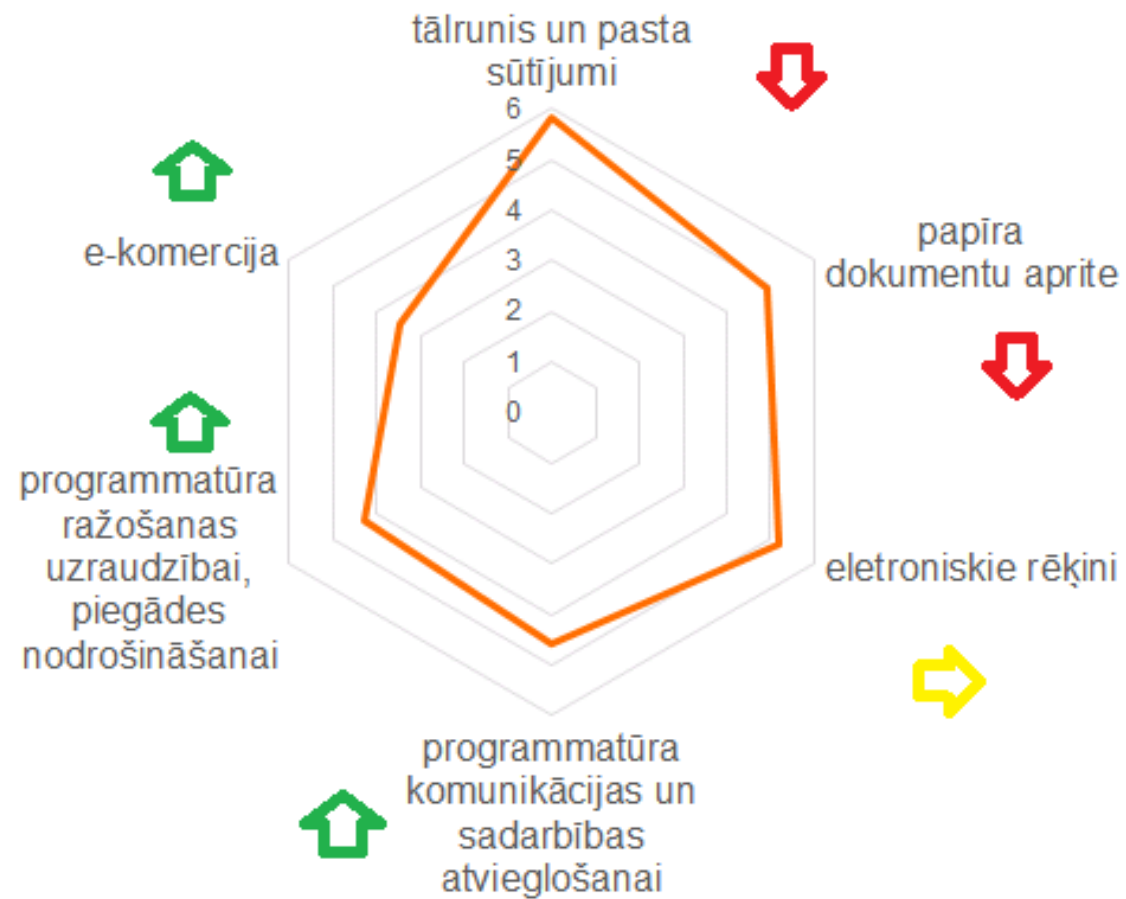 tālrunis un pasta
sūtījumi
6
5
4
3
2
1
0
papīra
dokumentu aprite
eletroniskie rēķini
programmatūra
komunikācijas un
sadarbības
atvieglošanai
programmatūra
ražošanas
uzraudzībai,
piegādes
nodrošināšanai
e-komercija